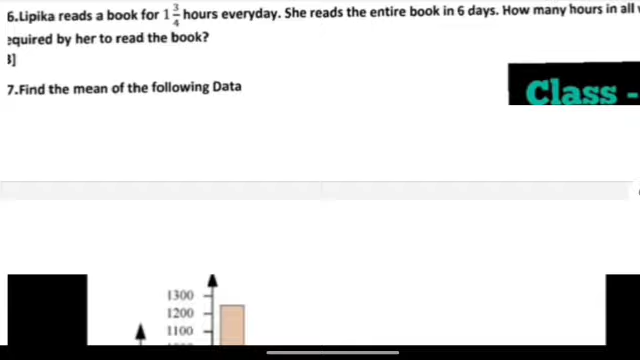 6.Lipika reads a book for 1 3/4 hours everyday. She reads the entire book in 6 days. How many hours in all
equired by her to read the book?
3]
7.Find the mean of the following Data
Class -
1300
1200
1100